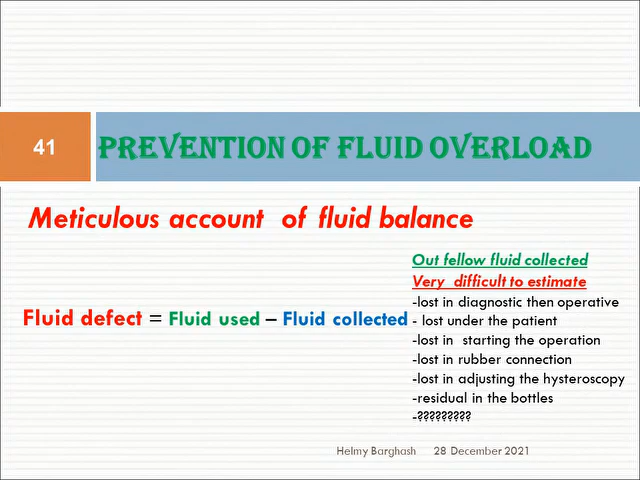 41
PREVENTION OF FLUID OVERLOAD
Meticulous account of fluid balance
Out fellow fluid collected
Very difficult to estimate
-lost in diagnostic then operative
- lost under the patient
-lost in starting the operation
-lost in rubber connection
-lost in adjusting the hysteroscopy
-residual in the bottles
-?????????
Fluid defect = Fluid used – Fluid collected
Helmy Barghash 28 December 2021